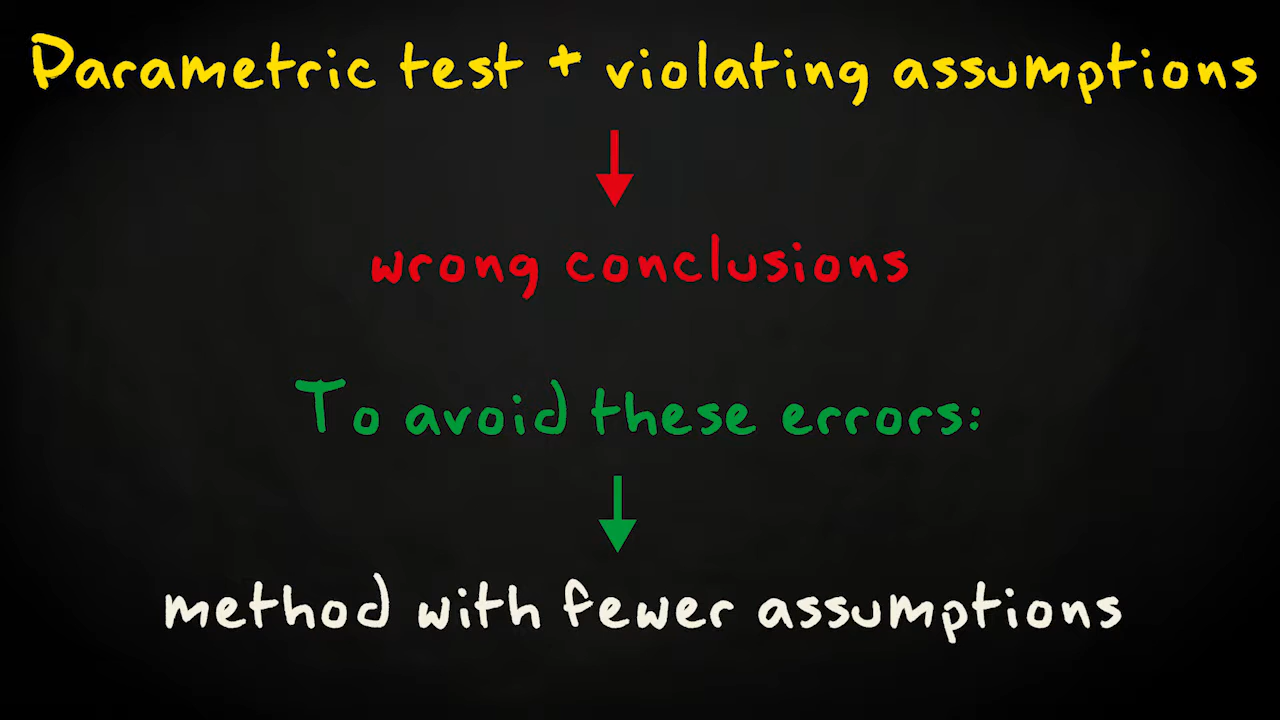 Parametric test + violating assumptions
wrong conclusions
To avoid these errors:
method with fewer assumptions